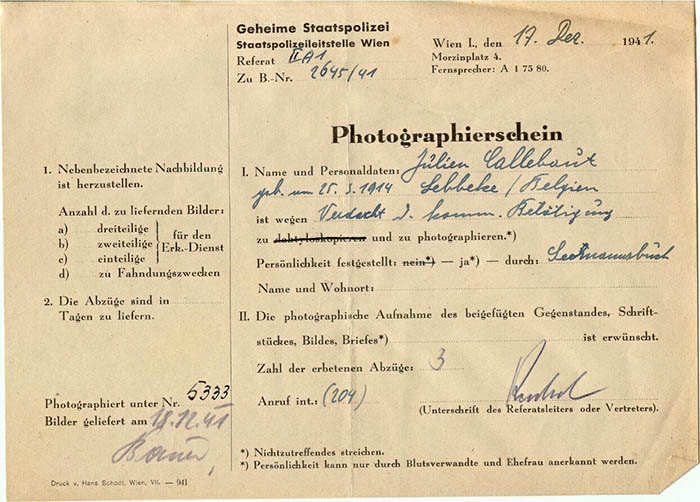 Geheime Staatspolizei
Staatspolizeileitstelle Wien
Referat II A1
Zu B.-Nr. 2645/41
Wien I., den 17. Dez. 1941.
Morzinplatz 4.
Fernsprecher: A 1 75 80.
Photographierschein
1. Nebenbezeichnete Nachbildung
ist herzustellen.
Anzahl d. zu liefernden Bilder:
a) dreiteilige
b) zweiteilige
c) einteilige
für den
Erk.-Dienst
d) zu Fahndungszwecken
2. Die Abzüge sind in
Tagen zu liefern.
Photographiert unter Nr. 5333
Bilder geliefert am 18.12.41
Druck v. Hans Schodl, Wien, VII. — 941
I. Name und Personaldaten: Julien Callebaut
geb. am 25. 3. 1914 Lebbeke / Belgien
ist wegen Verdacht d. komm. Betätigung
zu daktyloskopieren und zu photographieren.*)
Persönlichkeit festgestellt: nein*) — ja*) — durch:
Name und Wohnort:
II. Die photographische Aufnahme des beigefügten Gegenstandes, Schrift-
stückes, Bildes, Briefes*) ist erwünscht.
Zahl der erbetenen Abzüge: 3
Anruf int.: (204)
(Unterschrift des Referatsleiters oder Vertreters).
*) Nichtzutreffendes streichen.
*) Persönlichkeit kann nur durch Blutsverwandte und Ehefrau anerkannt werden.